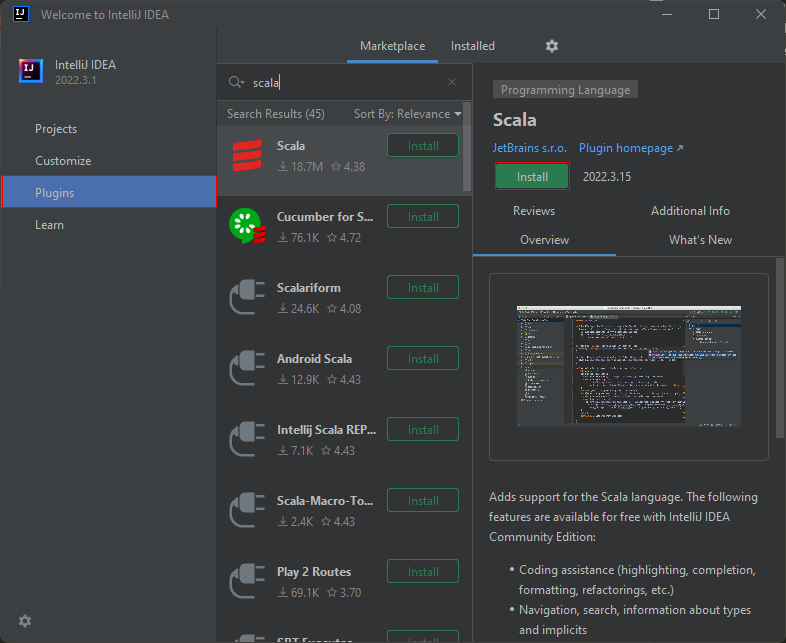 IJ
Welcome to IntelliJ IDEA
IJ
IntelliJ IDEA
2022.3.1
Projects
Customize
Plugins
Learn
Marketplace
Installed
scala
Search Results (45)
Sort By: Relevance
Scala
18.7M
4.38
Install
Cucumber for S...
76.1K
4.72
Install
Scalariform
24.6K
4.08
Install
Android Scala
12.9K
4.43
Install
Intellij Scala REP...
7.1K
4.43
Install
Scala-Macro-To...
2.4K
4.43
Install
Play 2 Routes
69.1K
3.70
Install
Programming Language
Scala
JetBrains s.r.o.
Plugin homepage
Install
2022.3.15
Reviews
Additional Info
Overview
What's New
Adds support for the Scala language. The following
features are available for free with IntelliJ IDEA
Community Edition:
• Coding assistance (highlighting, completion,
formatting, refactorings, etc.)
• Navigation, search, information about types
and implicits